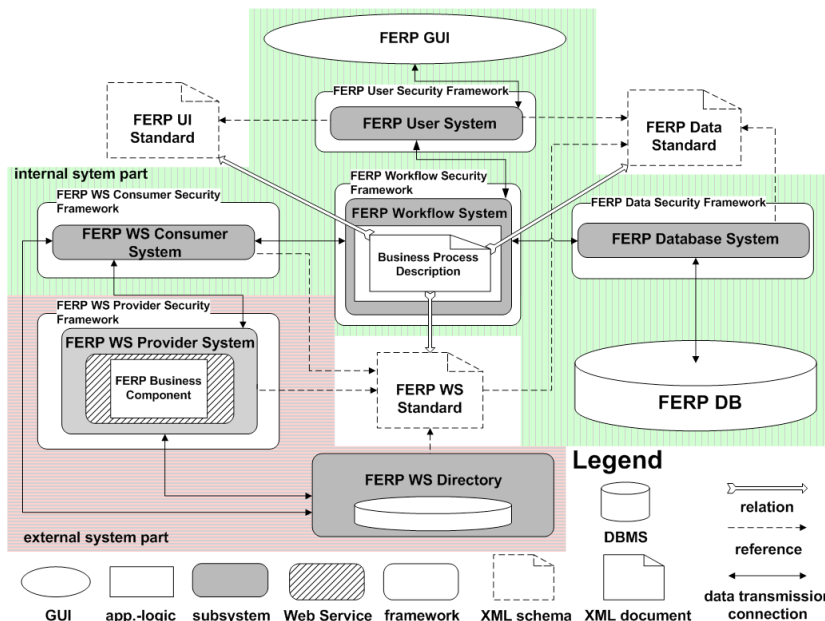 FERP GUI
FERP User Security Framework
FERP User System
FERP UI
Standard
FERP Data
Standard
internal sytem part
FERP WS Consumer Security
Framework
FERP WS Consumer
System
FERP Workflow Security
Framework
FERP Workflow System
Business Process
Description
FERP Data Security Framework
FERP Database System
FERP WS Provider Security
Framework
FERP WS Provider System
FERP Business
Component
FERP WS
Standard
FERP DB
FERP WS Directory
external system part
Legend
DBMS
relation
reference
data transmission
connection
GUI
app.-logic
subsystem
Web Service
framework
XML schema
XML document